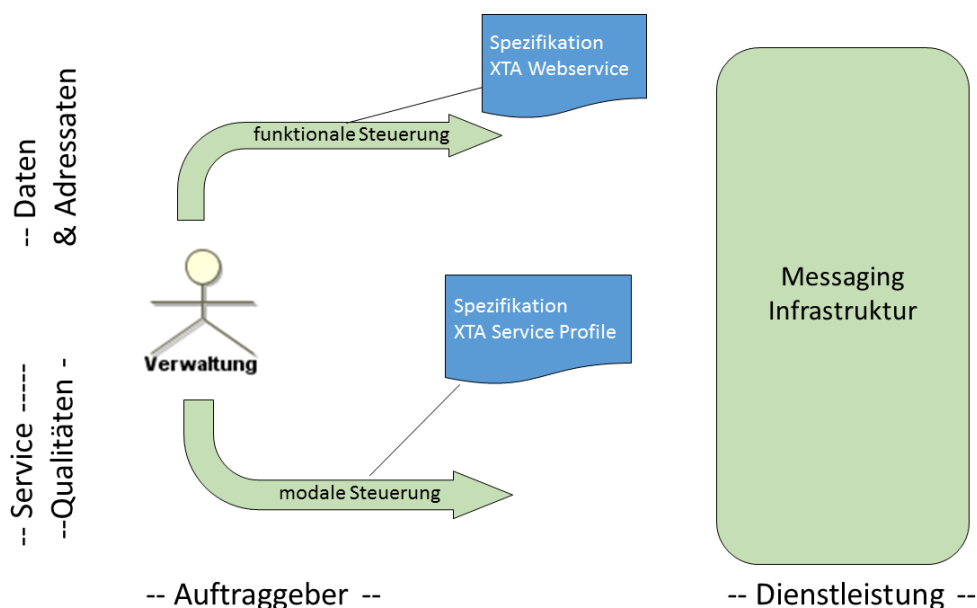 Spezifikation
XTA Webservice
funktionale Steuerung
-- Daten
& Adressaten
Messaging
Infrastruktur
Spezifikation
XTA Service Profile
Verwaltung
-- Service -----
--Qualitäten -
modale Steuerung
-- Auftraggeber --
-- Dienstleistung --